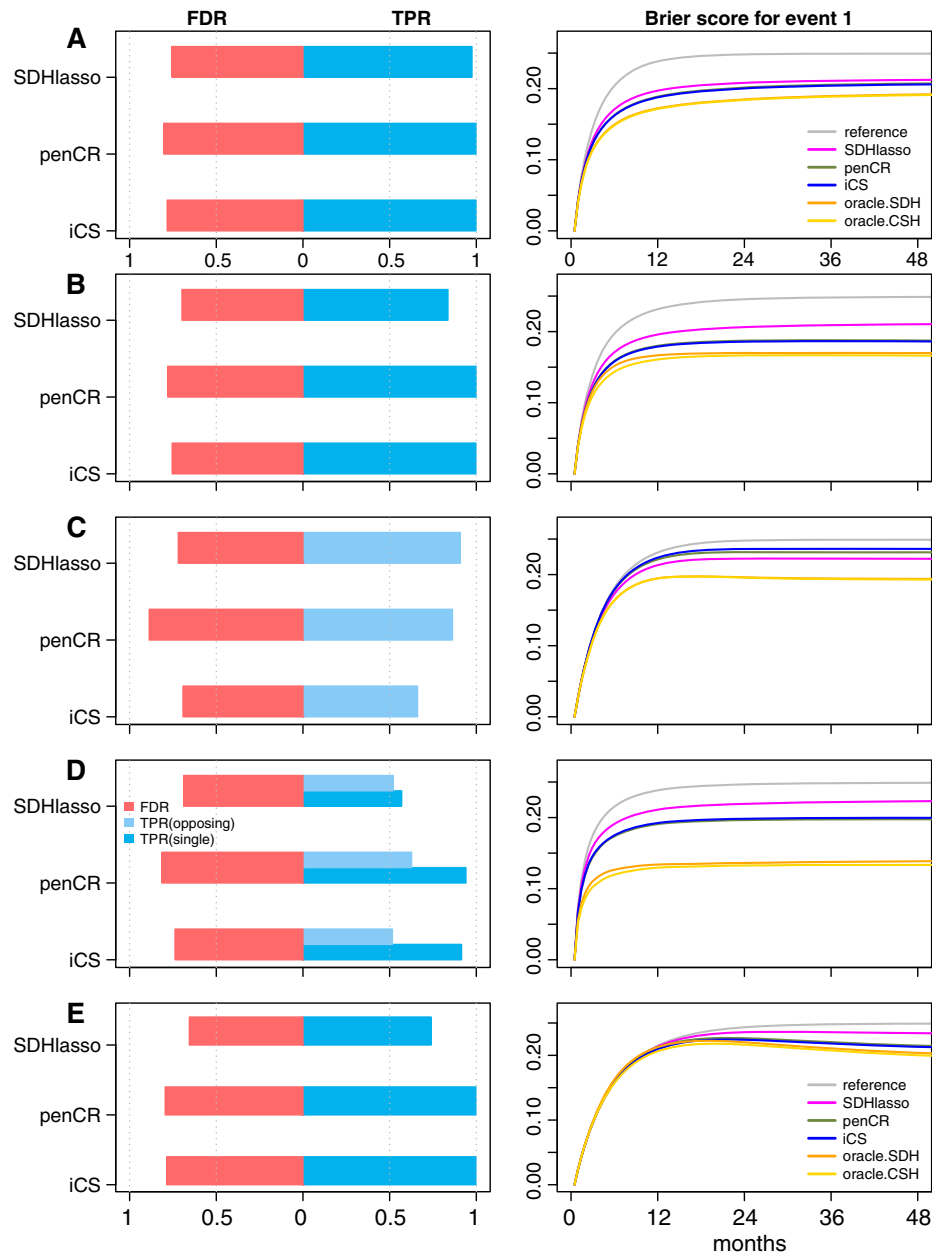 FDR TPR Brier score for event 1
A
SDHlasso
penCR
iCS
1 0.5 0 0.5 1
0.00 0.10 0.20
reference
SDHlasso
penCR
iCS
oracle.SDH
oracle.CSH
0 12 24 36 48
B
SDHlasso
penCR
iCS
0.00 0.10 0.20
C
SDHlasso
penCR
iCS
0.00 0.10 0.20
D
SDHlasso
FDR
TPR(opposing)
TPR(single)
penCR
iCS
0.00 0.10 0.20
E
SDHlasso
penCR
iCS
1 0.5 0 0.5 1
0.00 0.10 0.20
reference
SDHlasso
penCR
iCS
oracle.SDH
oracle.CSH
0 12 24 36 48
months